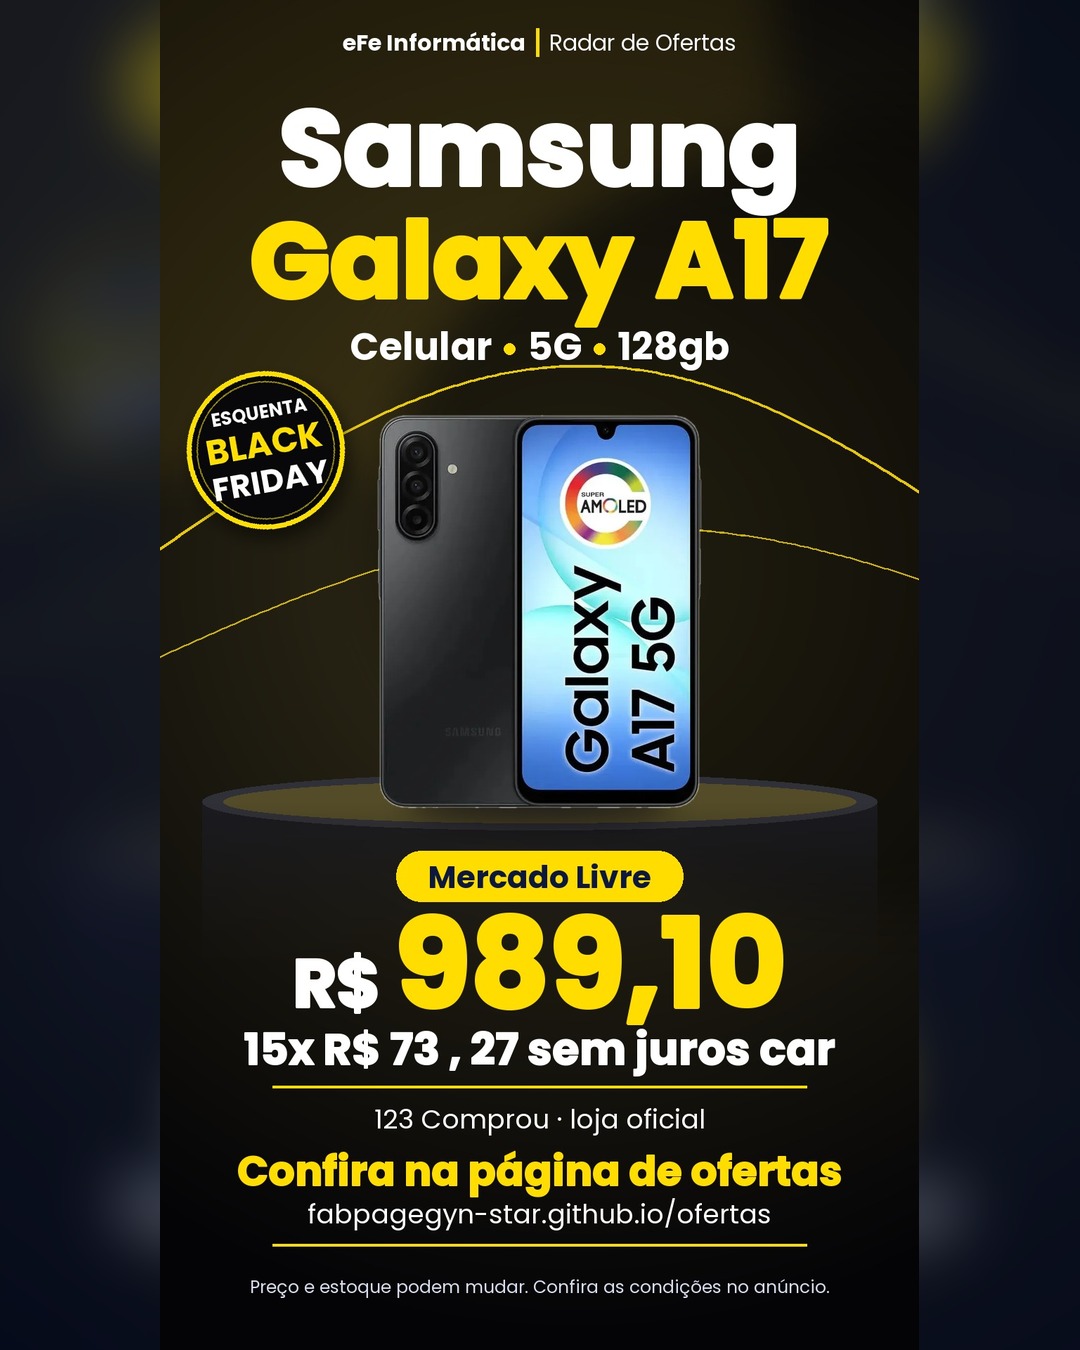 eFe Informática | Radar de Ofertas
Samsung
Galaxy A17
Celular • 5G • 128gb
ESQUENTA
BLACK
FRIDAY
SUPER
AMOLED
Galaxy
A17 5G
SAMSUNG
Mercado Livre
R$ 989,10
15x R$ 73 , 27 sem juros car
123 Comprou · loja oficial
Confira na página de ofertas
fabpagegyn-star.github.io/ofertas
Preço e estoque podem mudar. Confira as condições no anúncio.